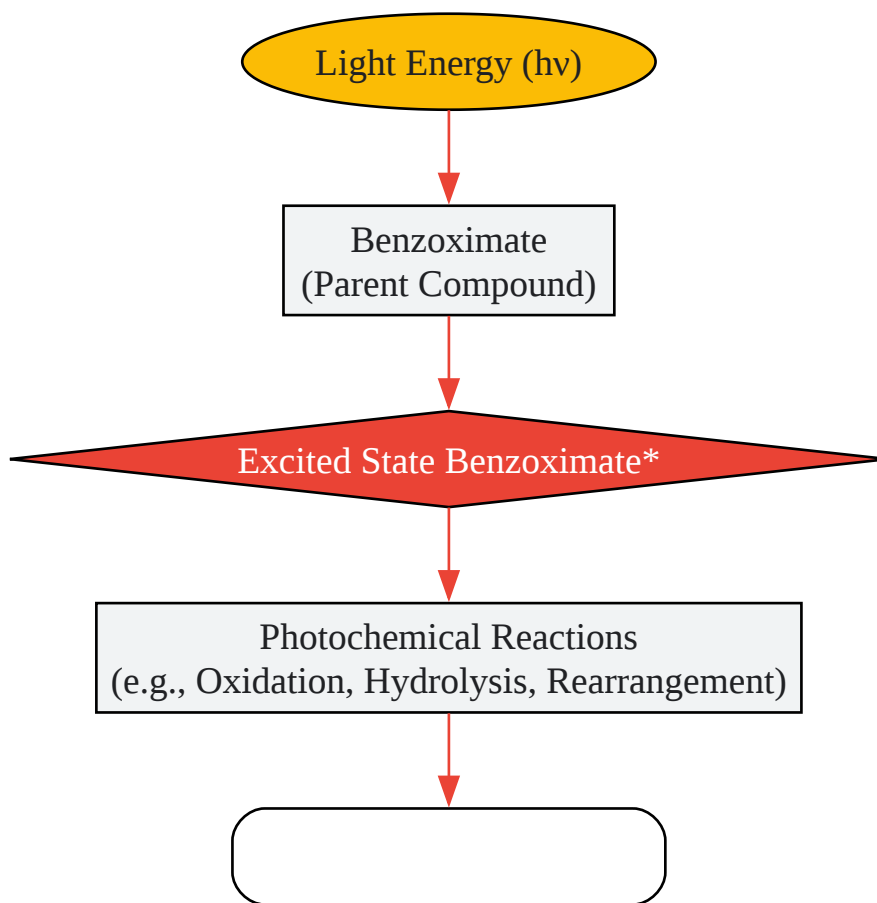 Light Energy (hν)
Benzoximate
(Parent Compound)
Excited State Benzoximate*
Photochemical Reactions
(e.g., Oxidation, Hydrolysis, Rearrangement)